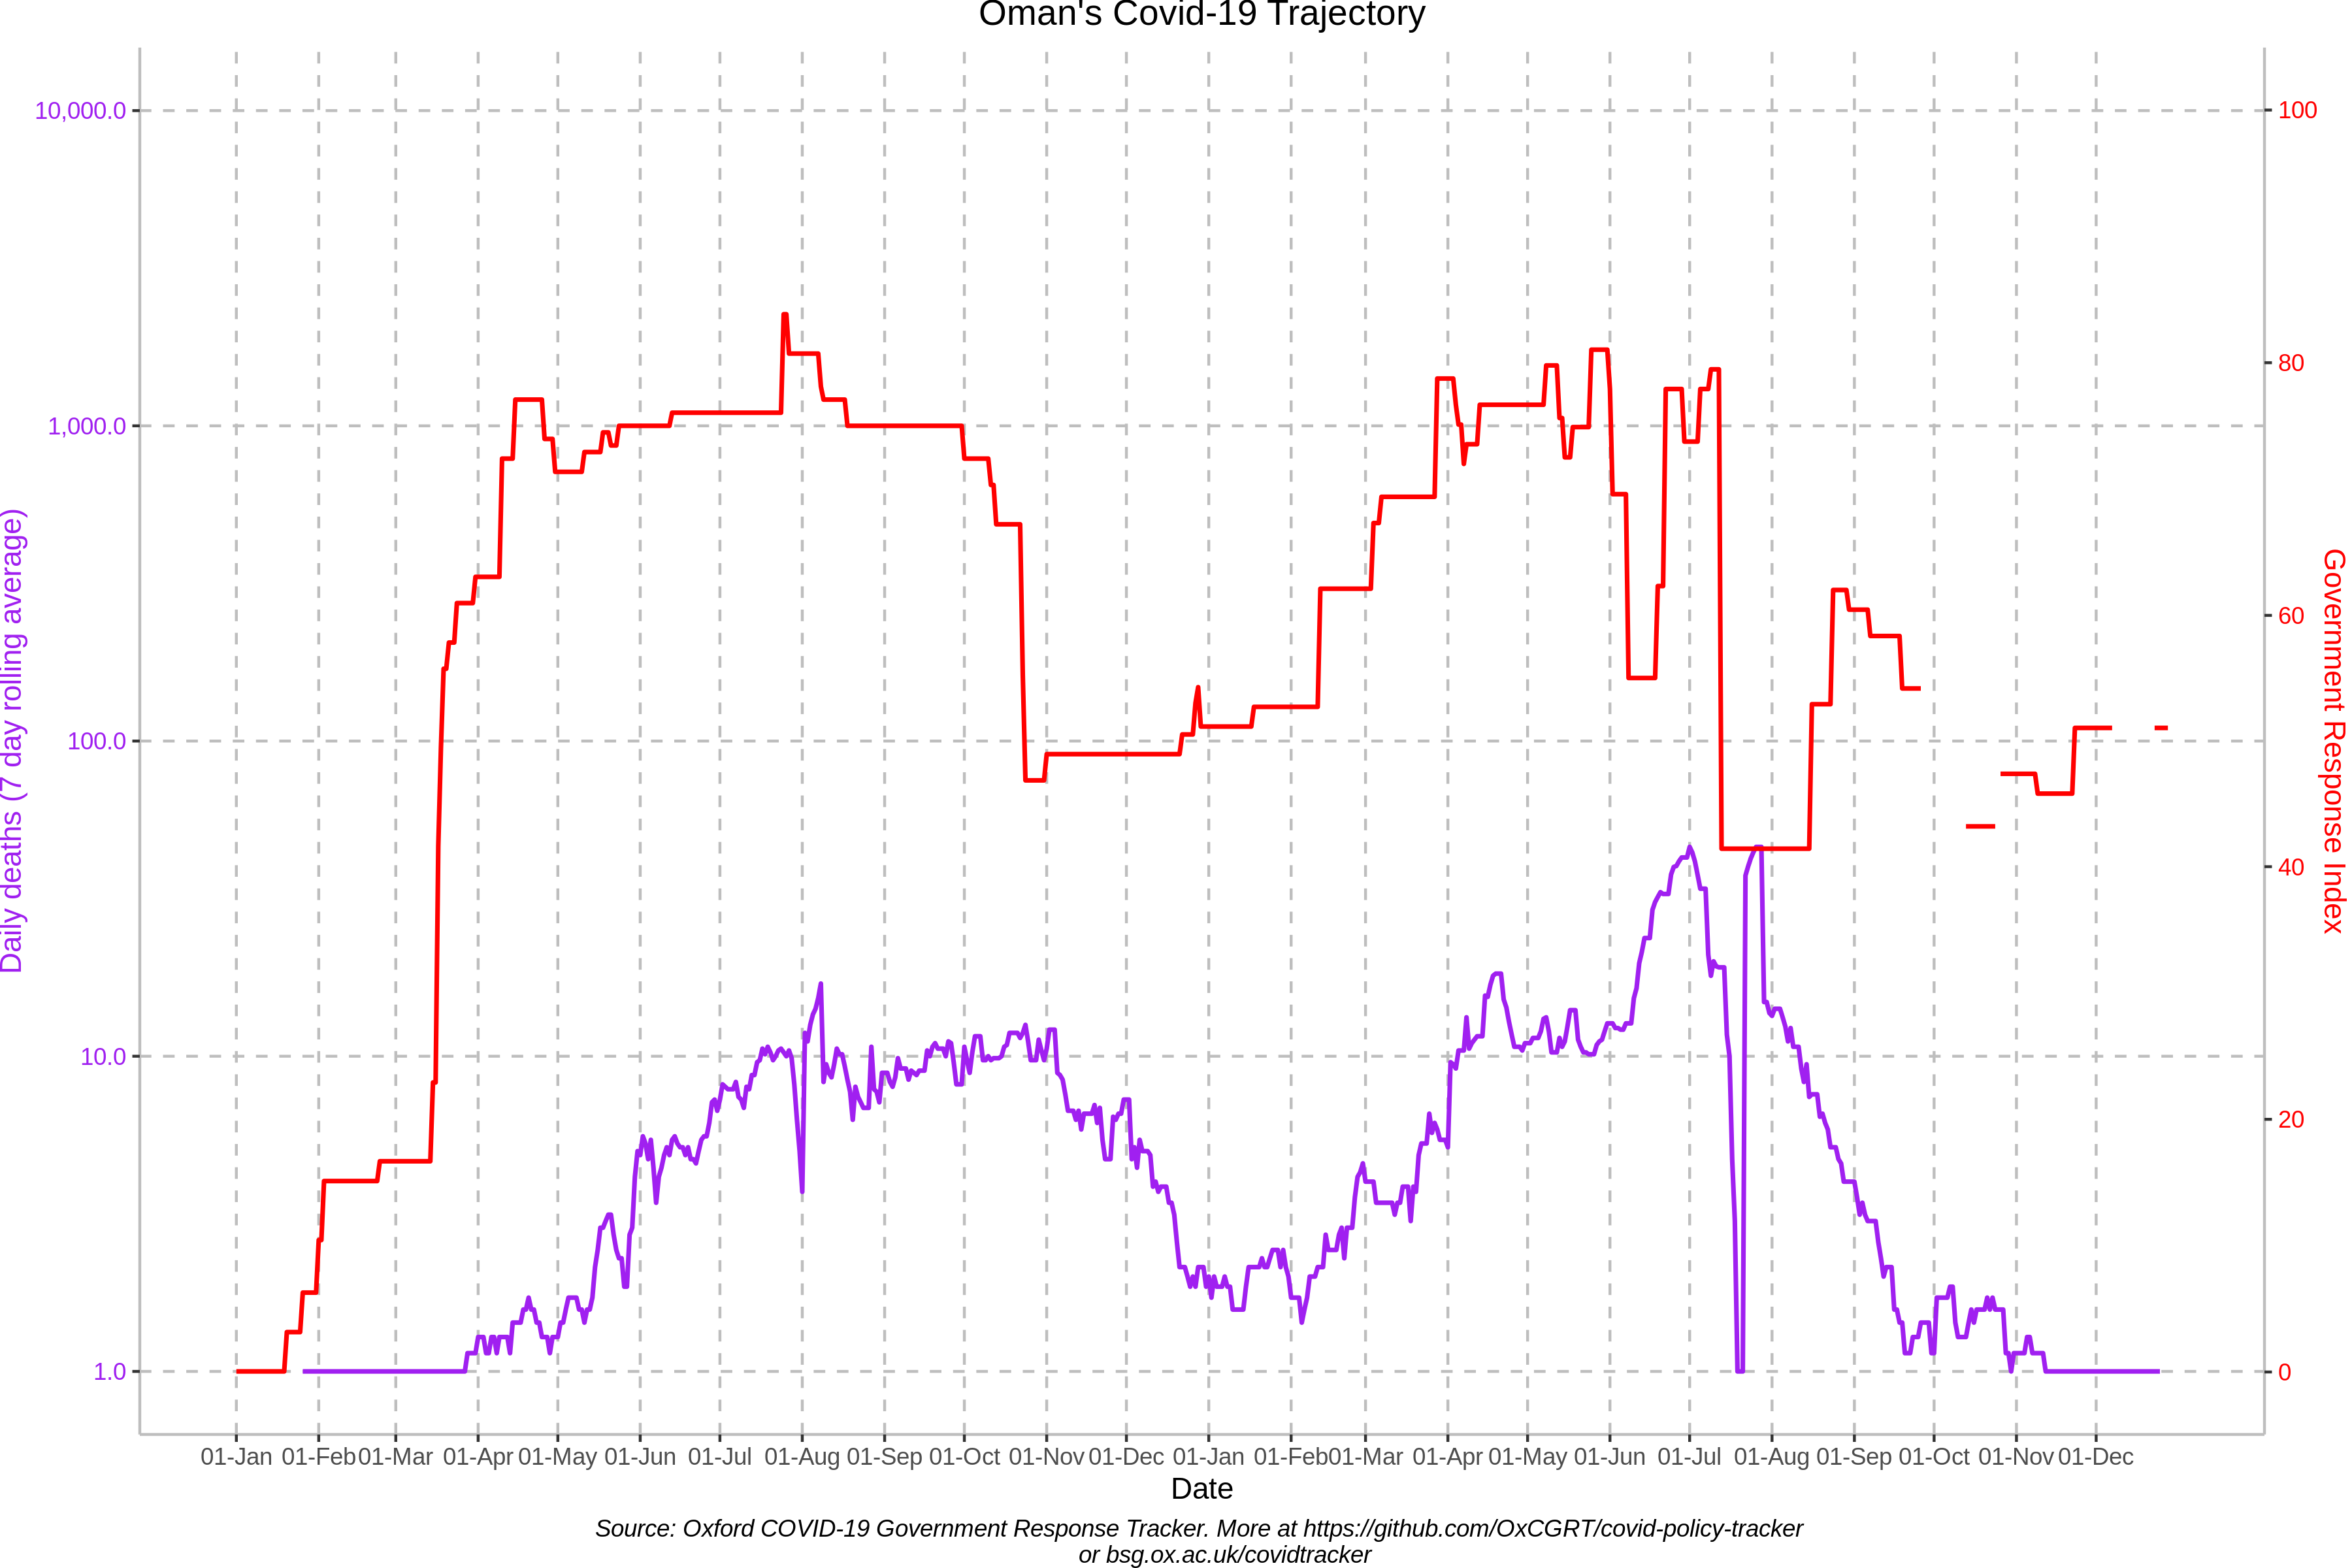 Oman's Covid-19 Trajectory
10,000.0
1,000.0
100.0
10.0
1.0
Daily deaths (7 day rolling average)
100
80
60
40
20
0
Government Response Index
01-Jan 01-Feb 01-Mar 01-Apr 01-May 01-Jun 01-Jul 01-Aug 01-Sep 01-Oct 01-Nov 01-Dec 01-Jan 01-Feb 01-Mar 01-Apr 01-May 01-Jun 01-Jul 01-Aug 01-Sep 01-Oct 01-Nov 01-Dec
Date
Source: Oxford COVID-19 Government Response Tracker. More at https://github.com/OxCGRT/covid-policy-tracker
or bsg.ox.ac.uk/covidtracker